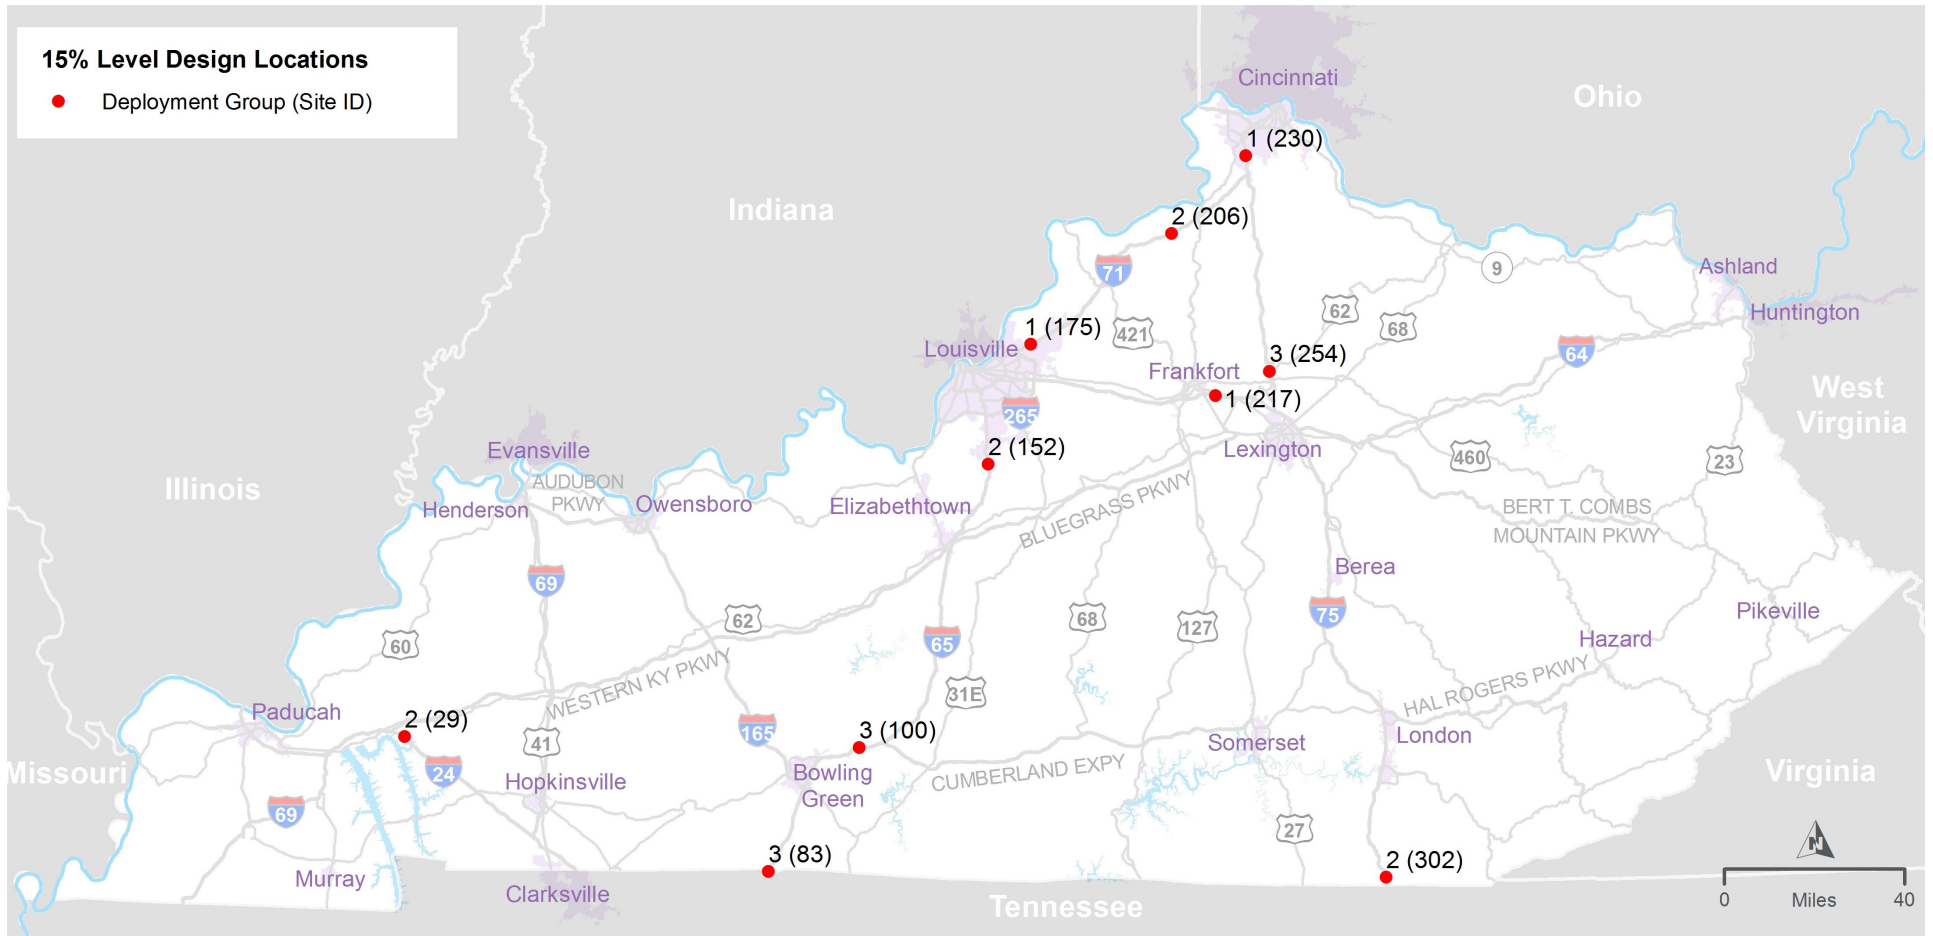 15% Level Design Locations
Deployment Group (Site ID)
Cincinnati
Ohio
1 (230)
Indiana
2 (206)
71
9
Ashland
Huntington
62
68
421
1 (175)
Louisville
3 (254)
64
Frankfort
1 (217)
West
Virginia
265
2 (152)
Lexington
460
23
Evansville
AUDUBON
PKWY
Illinois
Henderson
Owensboro
Elizabethtown
BLUEGRASS PKWY
BERT T. COMBS
MOUNTAIN PKWY
69
Berea
75
Pikeville
62
68
127
60
65
Hazard
WESTERN KY PKWY
31E
HAL ROGERS PKWY
Paducah
2 (29)
165
3 (100)
41
Somerset
London
Missouri
24
Hopkinsville
Bowling
Green
CUMBERLAND EXPY
Virginia
69
27
N
3 (83)
2 (302)
Murray
Clarksville
Tennessee
0
Miles
40